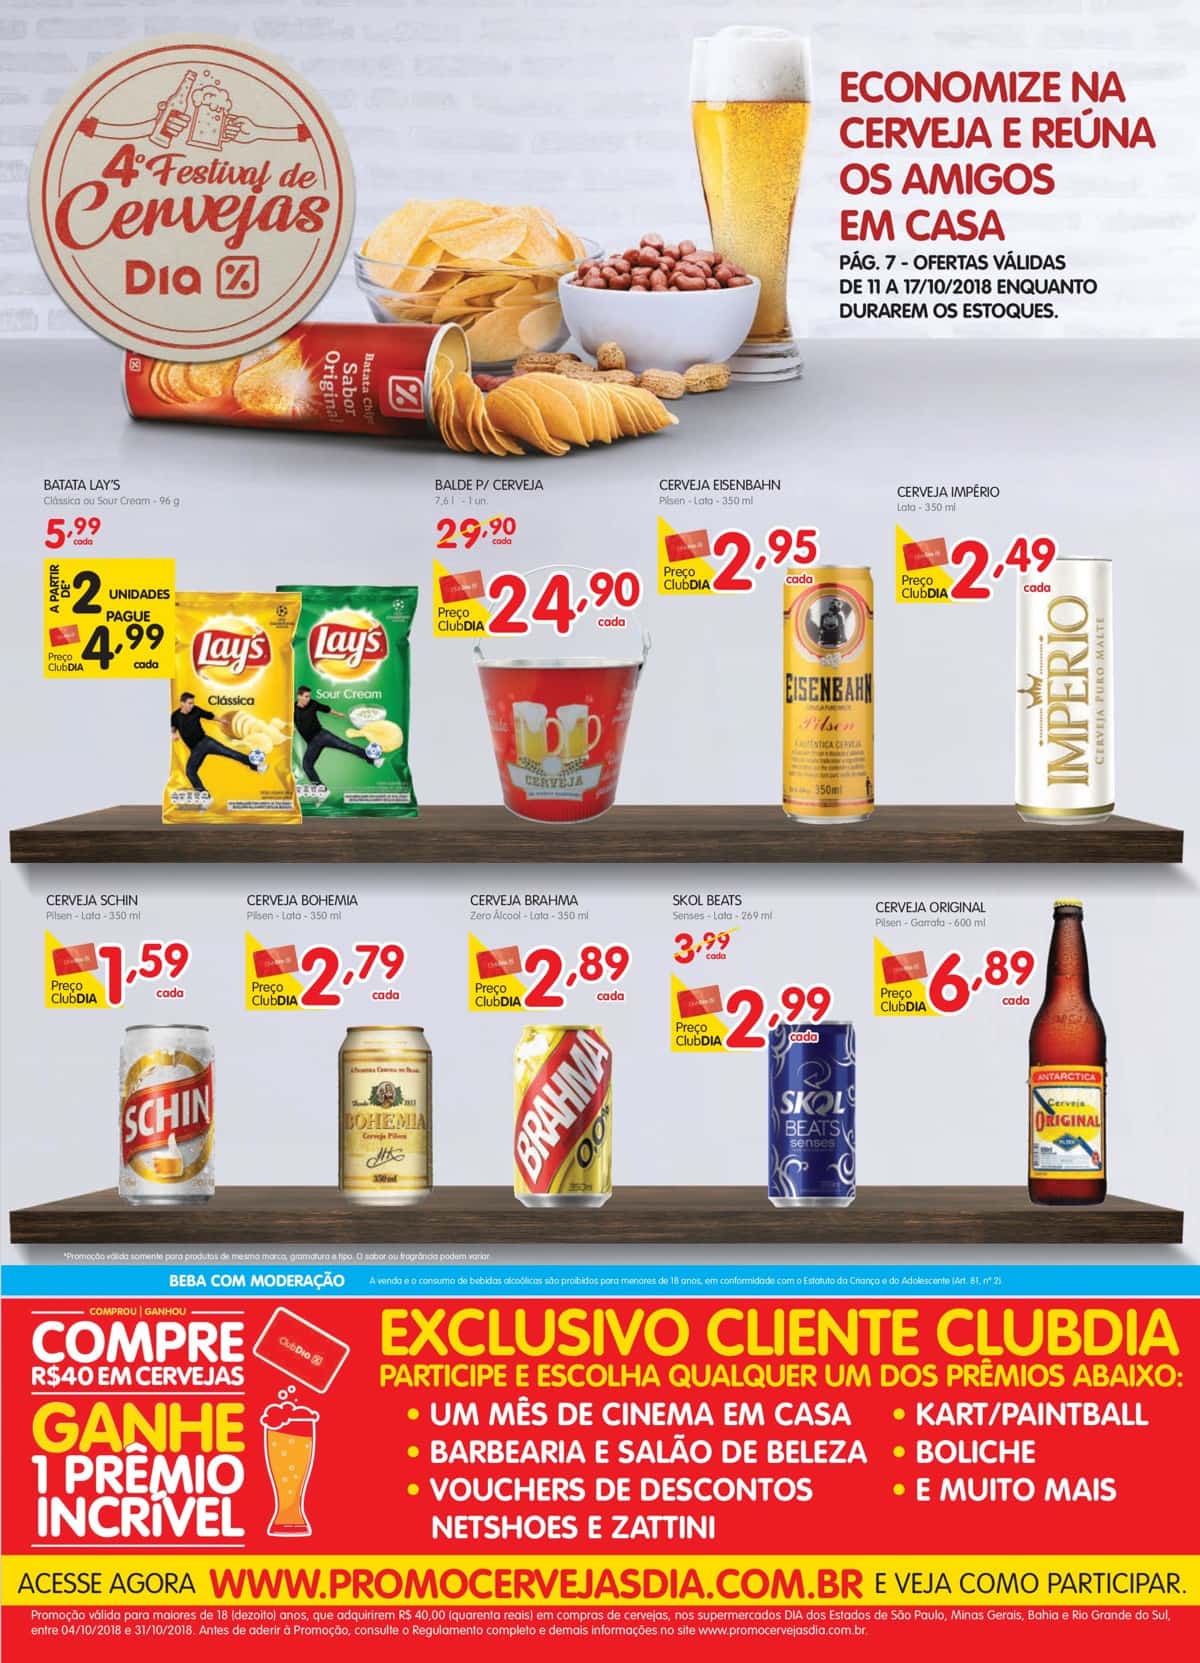 4º Festival de
Cervejas
DIA %
ECONOMIZE NA
CERVEJA E REÚNA
OS AMIGOS
EM CASA
PÁG. 7 - OFERTAS VÁLIDAS
DE 11 A 17/10/2018 ENQUANTO
DURAREM OS ESTOQUES.
Batata Chips
Sabor
Original
BATATA LAY'S
Clássica ou Sour Cream - 96 g
5,99
cada
A PARTIR DE*
2 UNIDADES
PAGUE
4,99
cada
Preço
ClubDIA
Lay's
Clássica
Lay's
Sour Cream
BALDE P/ CERVEJA
7,6 l - 1 un.
29,90
cada
Preço
ClubDIA
24,90
cada
CERVEJA
CERVEJA EISENBAHN
Pilsen - Lata - 350 ml
Preço
ClubDIA
2,95
cada
EISENBAHN
Pilsen
350ml
CERVEJA IMPÉRIO
Lata - 350 ml
Preço
ClubDIA
2,49
cada
IMPÉRIO
CERVEJA PURO MALTE
CERVEJA SCHIN
Pilsen - Lata - 350 ml
Preço
ClubDIA
1,59
cada
SCHIN
CERVEJA BOHEMIA
Pilsen - Lata - 350 ml
Preço
ClubDIA
2,79
cada
A PRIMEIRA CERVEJA DO BRASIL
BOHEMIA
Cerveja Pilsen
350ml
CERVEJA BRAHMA
Zero Álcool - Lata - 350 ml
Preço
ClubDIA
2,89
cada
BRAHMA
0,0%
350ml
SKOL BEATS
Senses - Lata - 269 ml
3,99
cada
Preço
ClubDIA
2,99
cada
SKOL
BEATS
senses
CERVEJA ORIGINAL
Pilsen - Garrafa - 600 ml
Preço
ClubDIA
6,89
cada
ANTARCTICA
Cerveja
ORIGINAL
PILSEN
*Promoção válida somente para produtos de mesma marca, gramatura e tipo. O sabor ou fragrância podem variar.
BEBA COM MODERAÇÃO A venda e o consumo de bebidas alcoólicas são proibidos para menores de 18 anos, em conformidade com o Estatuto da Criança e do Adolescente (Art. 81, nº 2).
COMPROU | GANHOU
COMPRE
R$40 EM CERVEJAS
GANHE
1 PRÊMIO
INCRÍVEL
ClubDia %
EXCLUSIVO CLIENTE CLUBDIA
PARTICIPE E ESCOLHA QUALQUER UM DOS PRÊMIOS ABAIXO:
• UM MÊS DE CINEMA EM CASA
• BARBEARIA E SALÃO DE BELEZA
• VOUCHERS DE DESCONTOS
NETSHOES E ZATTINI
• KART/PAINTBALL
• BOLICHE
• E MUITO MAIS
ACESSE AGORA WWW.PROMOCERVEJASDIA.COM.BR E VEJA COMO PARTICIPAR.
Promoção válida para maiores de 18 (dezoito) anos, que adquirirem R$ 40,00 (quarenta reais) em compras de cervejas, nos supermercados DIA dos Estados de São Paulo, Minas Gerais, Bahia e Rio Grande do Sul,
entre 04/10/2018 e 31/10/2018. Antes de aderir à Promoção, consulte o Regulamento completo e demais informações no site www.promocervejasdia.com.br.